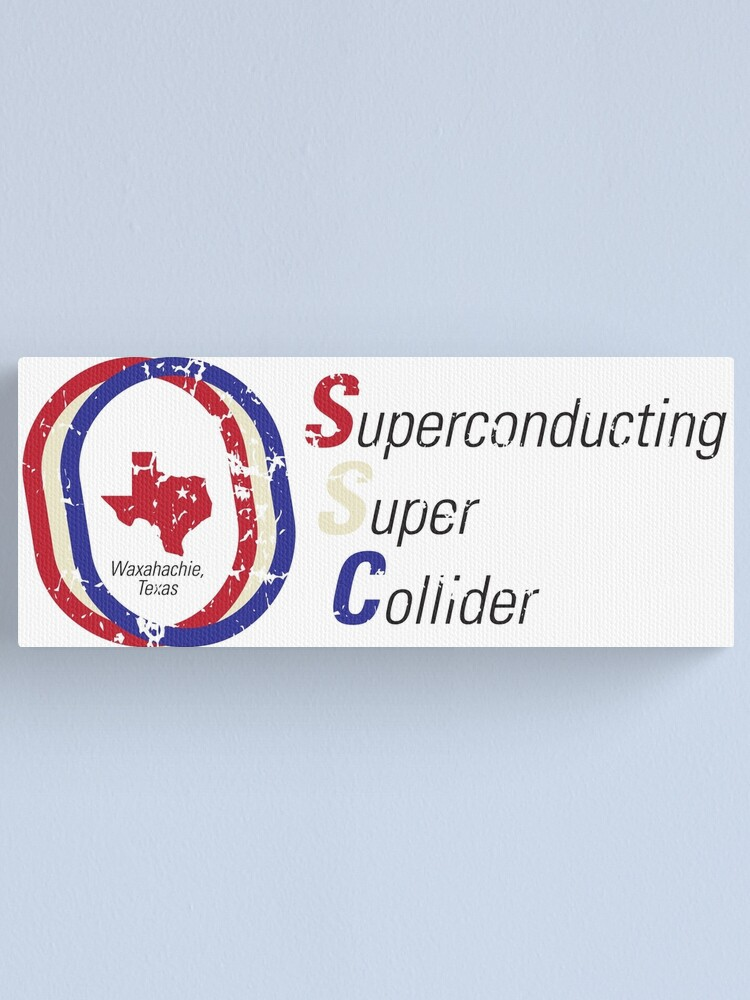 Waxahachie,
Texas
Superconducting
Super
Collider